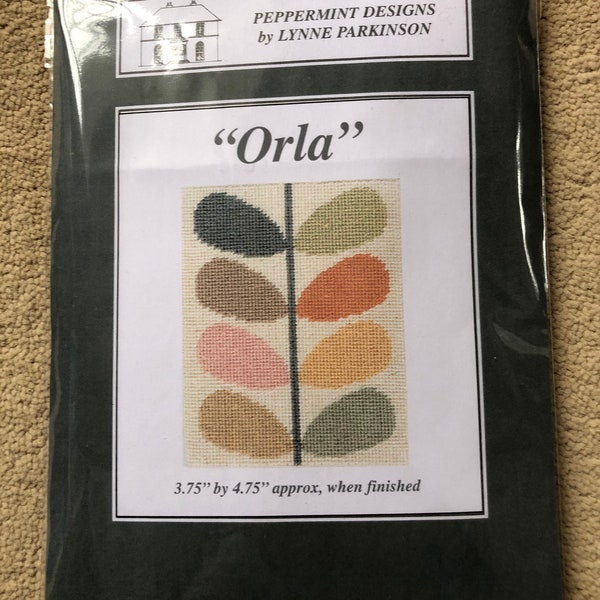 PEPPERMINT DESIGNS
by LYNNE PARKINSON
“Orla”
3.75” by 4.75” approx, when finished